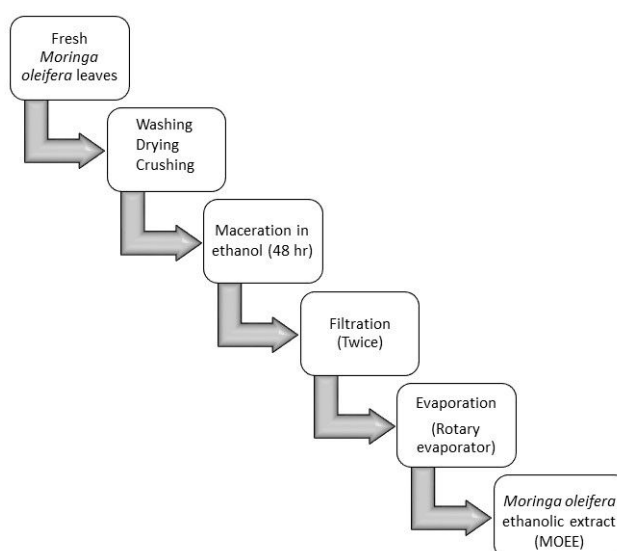 Fresh
Moringa
oleifera leaves
Washing
Drying
Crushing
Maceration in
ethanol (48 hr)
Filtration
(Twice)
Evaporation
(Rotary
evaporator)
Moringa oleifera
ethanolic extract
(MOEE)